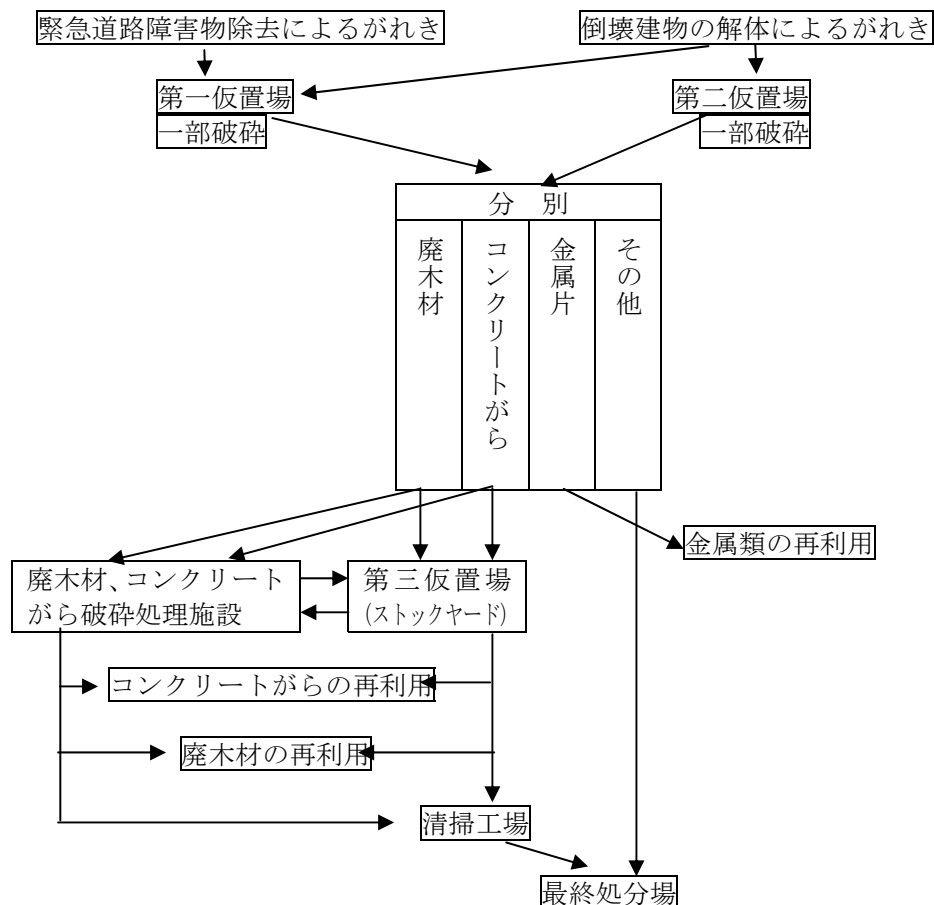 緊急道路障害物除去によるがれき
倒壊建物の解体によるがれき
第一仮置場
一部破砕
第二仮置場
一部破砕
分 別
廃木材
コンクリートがら
金属片
その他
金属類の再利用
廃木材、コンクリート
がら破砕処理施設
第三仮置場
(ストックヤード)
コンクリートがらの再利用
廃木材の再利用
清掃工場
最終処分場